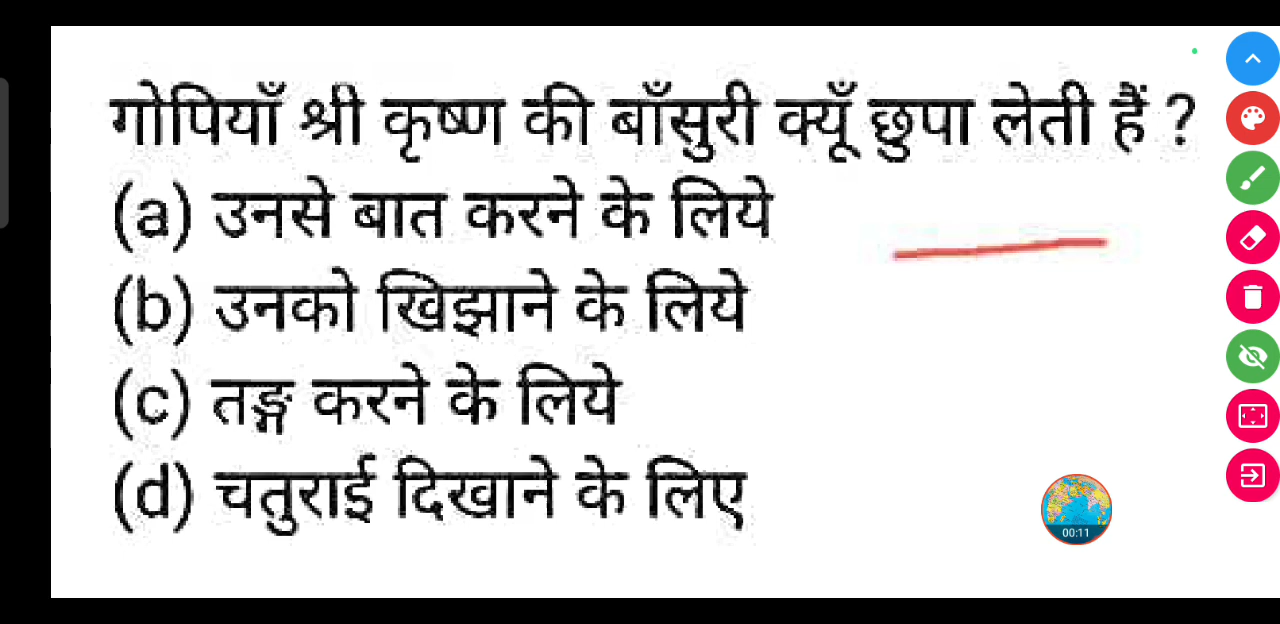 गोपियाँ श्री कृष्ण की बाँसुरी क्यूँ छुपा लेती हैं ?
(a) उनसे बात करने के लिये
(b) उनको खिझाने के लिये
(c) तङ्ग करने के लिये
(d) चतुराई दिखाने के लिए
00:11